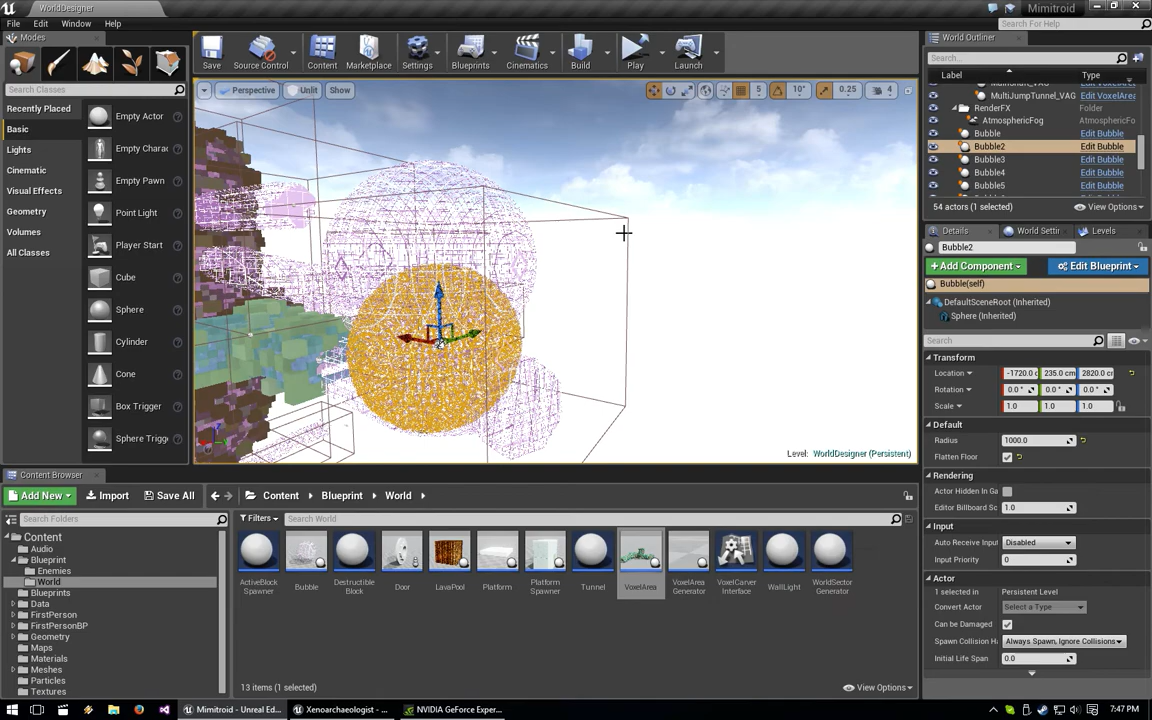 WorldDesigner
Mimitroid
File Edit Window Help
Search For Help
Modes
Search Classes
Recently Placed
Basic
Lights
Cinematic
Visual Effects
Geometry
Volumes
All Classes
Empty Actor
Empty Charac
Empty Pawn
Point Light
Player Start
Cube
Sphere
Cylinder
Cone
Box Trigger
Sphere Trigg
Save
Source Control
Content
Marketplace
Settings
Blueprints
Cinematics
Build
Play
Launch
Perspective
Unlit
Show
5
10°
0.25
4
Level: WorldDesigner (Persistent)
World Outliner
Search...
Label Type
MultiJumpTunnel_VAG Edit VoxelArea
RenderFX Folder
AtmosphericFog AtmosphericFo
Bubble Edit Bubble
Bubble2 Edit Bubble
Bubble3 Edit Bubble
Bubble4 Edit Bubble
Bubble5 Edit Bubble
54 actors (1 selected)
View Options
Details
World Setti
Levels
Bubble2
+Add Component
Edit Blueprint
Bubble(self)
DefaultSceneRoot (Inherited)
Sphere (Inherited)
Search
Transform
Location -1720.0 c 235.0 cm 2820.0 c
Rotation 0.0 ° 0.0 ° 0.0 °
Scale 1.0 1.0 1.0
Default
Radius 1000.0
Flatten Floor
Rendering
Actor Hidden In Ga
Editor Billboard Sc 1.0
Input
Auto Receive Input Disabled
Input Priority 0
Actor
1 selected in Persistent Level
Convert Actor Select a Type
Can be Damaged
Spawn Collision H Always Spawn, Ignore Collisions
Initial Life Span 0.0
Content Browser
Add New
Import
Save All
Content
Blueprint
World
Search Folders
Filters
Search World
Content
Audio
Blueprint
Enemies
World
Blueprints
Data
FirstPerson
FirstPersonBP
Geometry
Maps
Materials
Meshes
Particles
Textures
ActiveBlock
Spawner
Bubble
Destructible
Block
Door
LavaPool
Platform
Platform
Spawner
Tunnel
VoxelArea
VoxelArea
Generator
VoxelCarver
Interface
WallLight
WorldSector
Generator
13 items (1 selected)
View Options
Mimitroid - Unreal Ed...
Xenoarchaeologist - ...
NVIDIA GeForce Exper...
7:47 PM